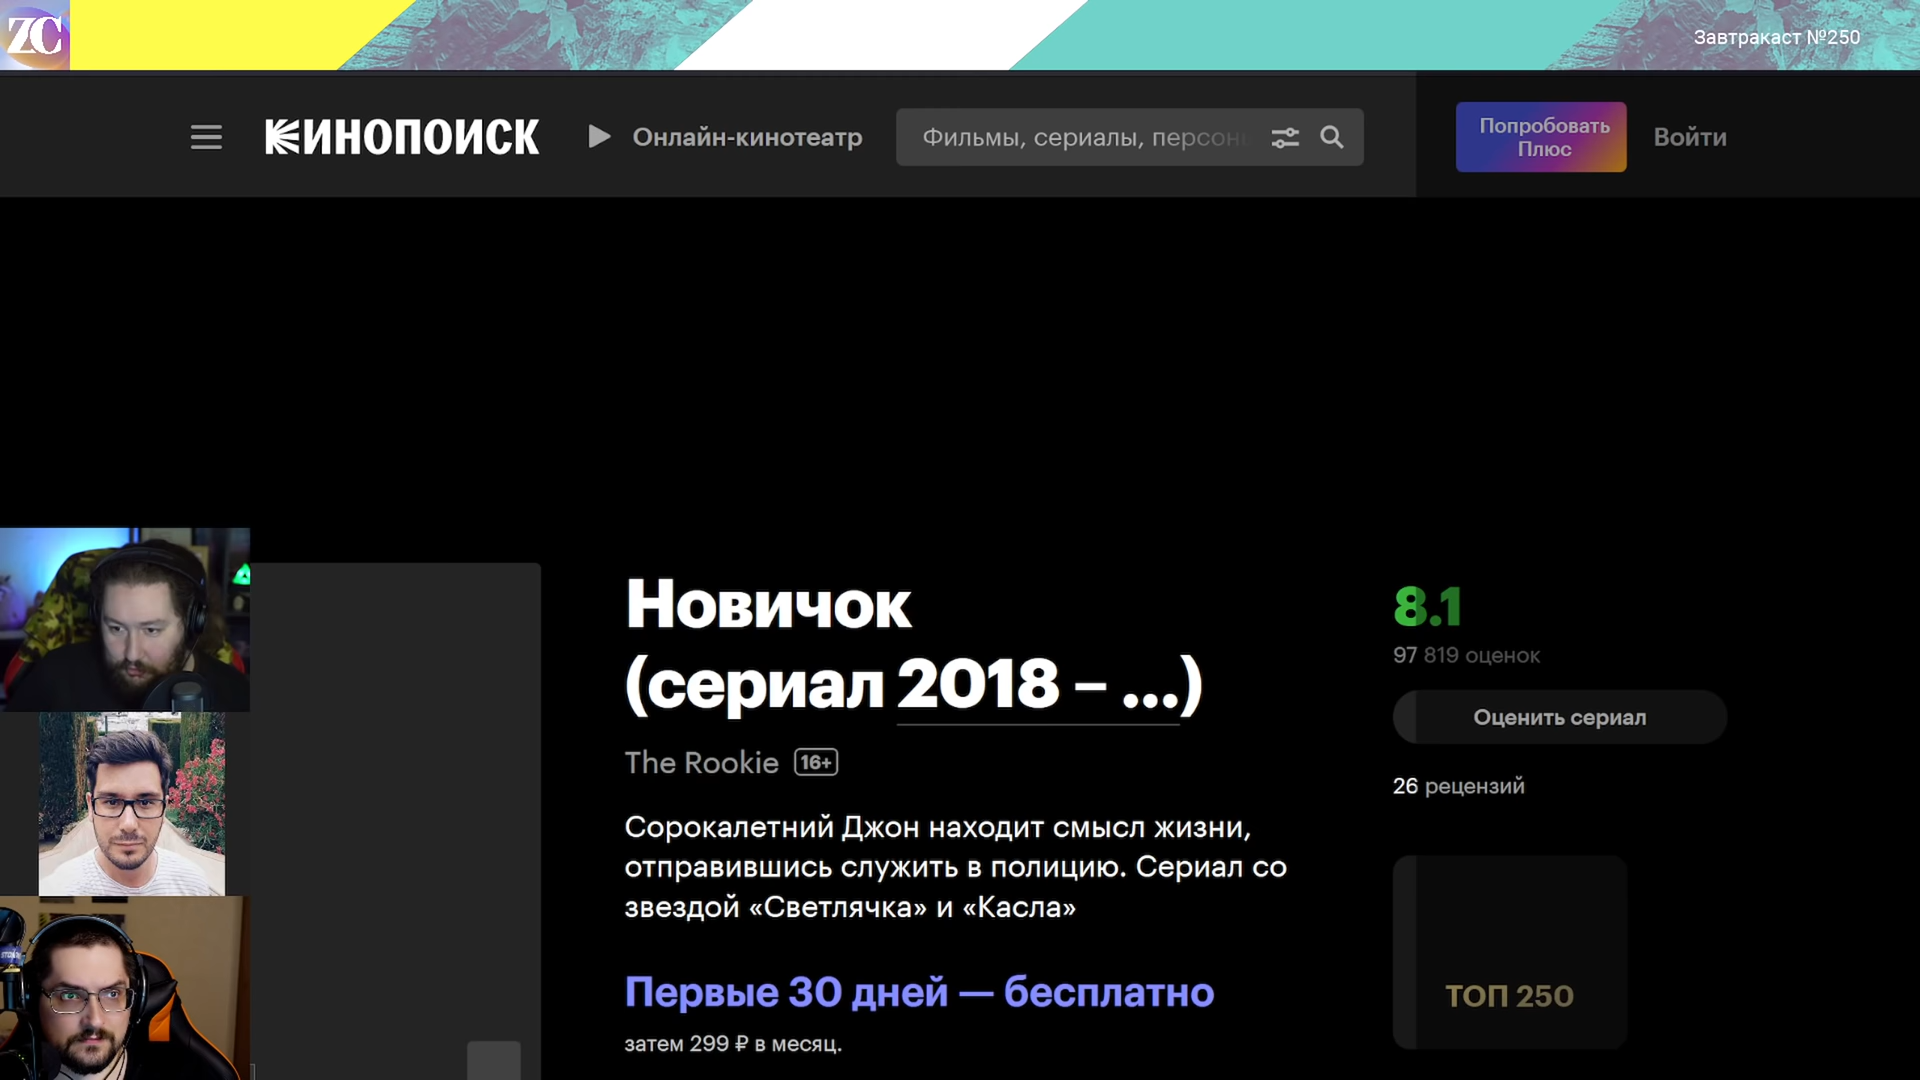 ZC
Завтракаст №250
КИНОПОИСК
Онлайн-кинотеатр
Фильмы, сериалы, персон
Попробовать
Плюс
Войти
Новичок
(сериал 2018 – ...)
The Rookie 16+
Сорокалетний Джон находит смысл жизни,
отправившись служить в полицию. Сериал со
звездой «Светлячка» и «Касла»
Первые 30 дней — бесплатно
затем 299 ₽ в месяц.
8.1
97 819 оценок
Оценить сериал
26 рецензий
ТОП 250